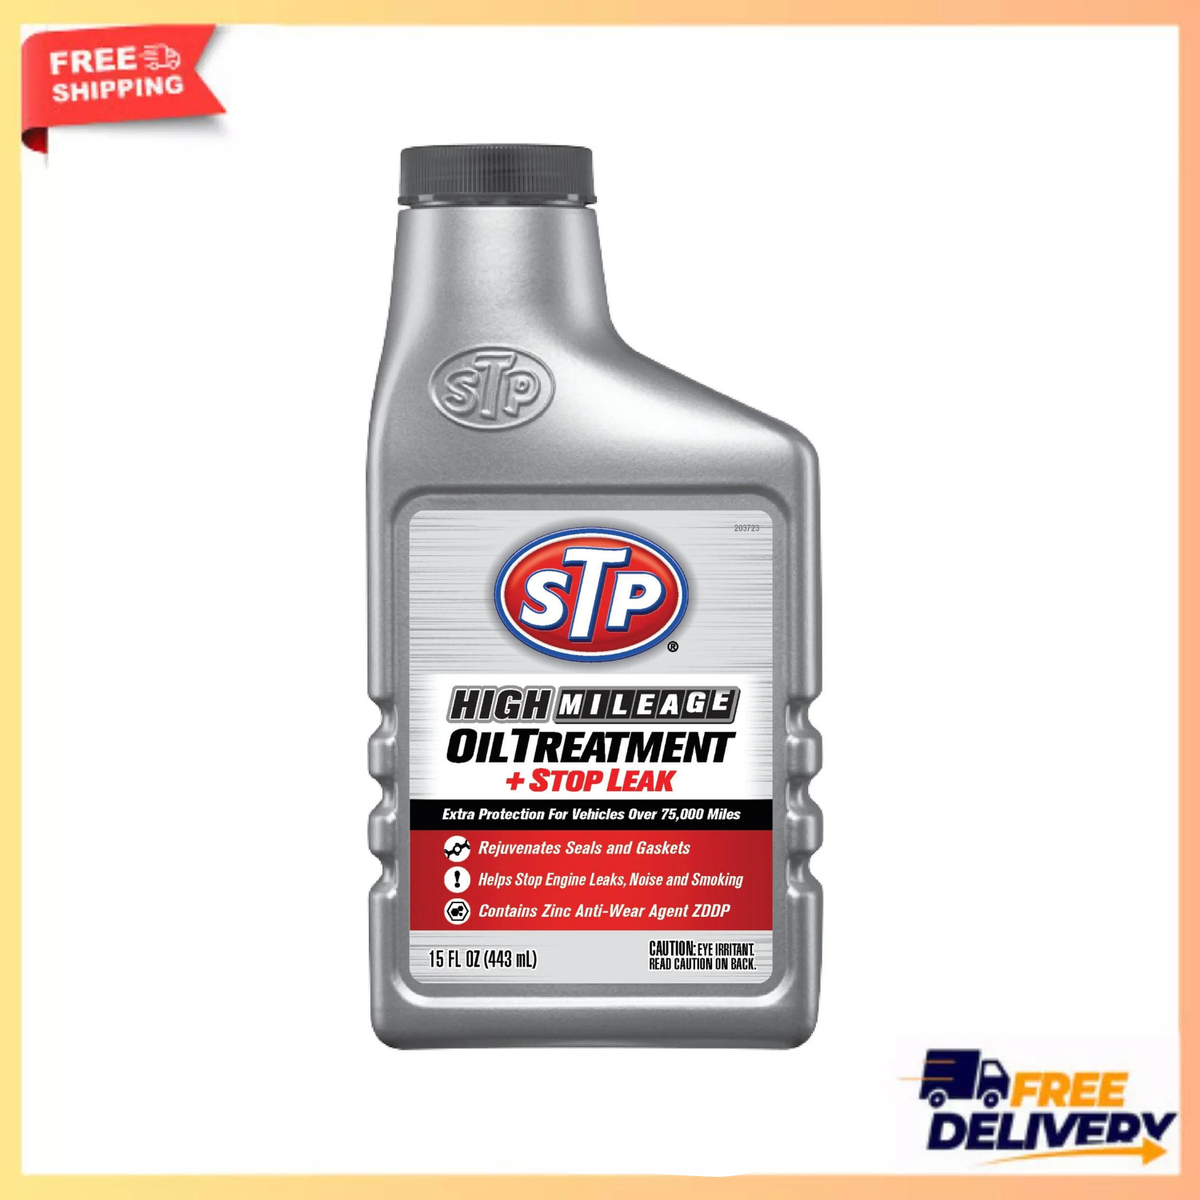 FREE
SHIPPING
STP
203723
STP
®
HIGH MILEAGE
OIL TREATMENT
+ STOP LEAK
Extra Protection For Vehicles Over 75,000 Miles
Rejuvenates Seals and Gaskets
Helps Stop Engine Leaks, Noise and Smoking
Contains Zinc Anti-Wear Agent ZDDP
15 FL OZ (443 mL)
CAUTION: EYE IRRITANT.
READ CAUTION ON BACK.
FREE
DELIVERY